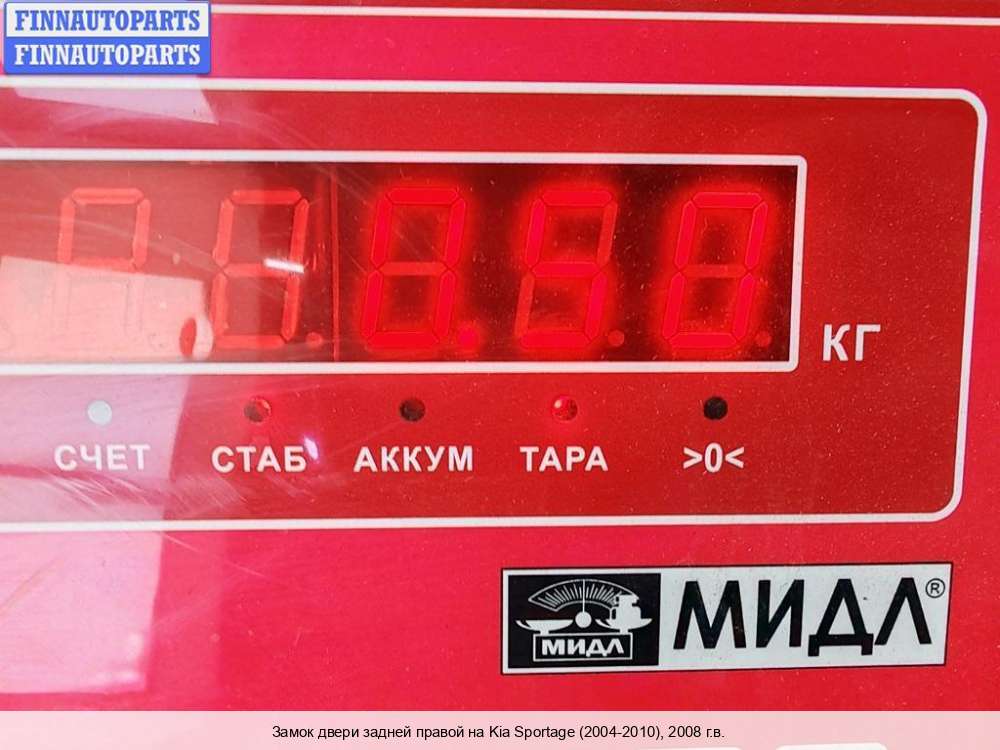 FINNAUTOPARTS
FINNAUTOPARTS
0.50
КГ
СЧЕТ СТАБ АККУМ ТАРА >0<
МИДЛ МИДЛ®
Замок двери задней правой на Kia Sportage (2004-2010), 2008 г.в.